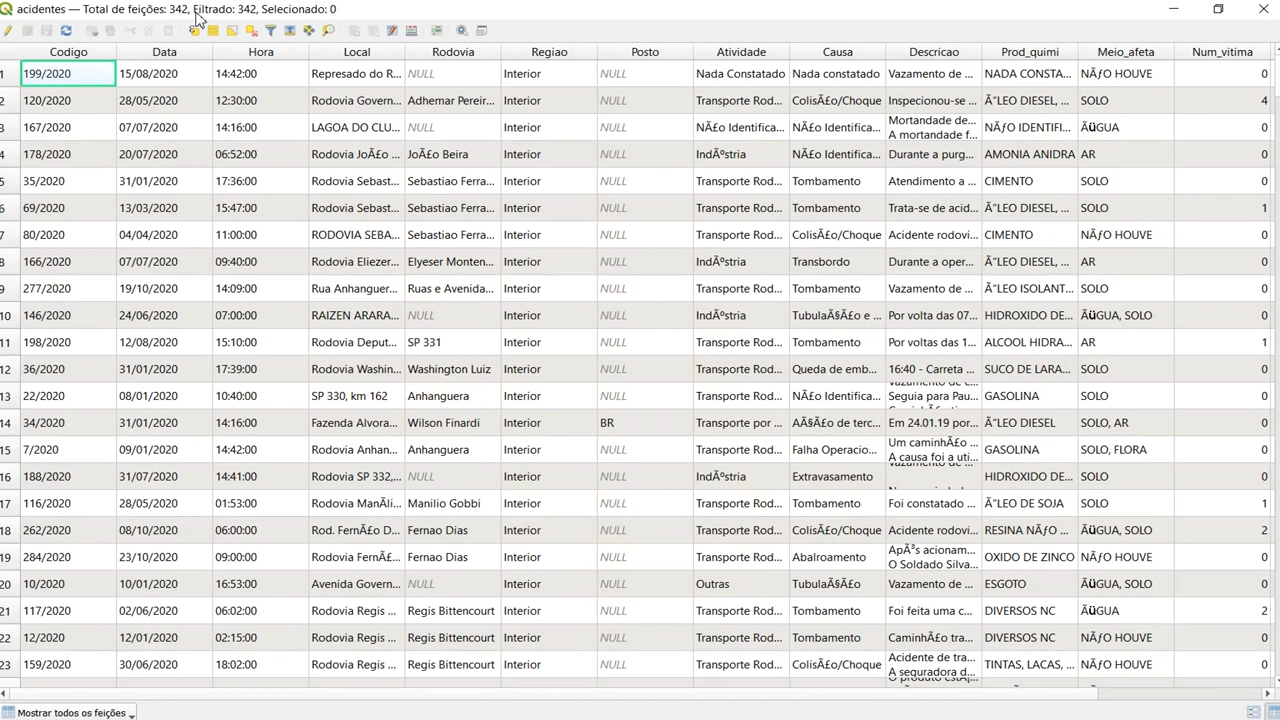 acidentes — Total de feições: 342, Filtrado: 342, Selecionado: 0
Codigo Data Hora Local Rodovia Regiao Posto Atividade Causa Descricao Prod_quimi Meio_afeta Num_vitima
1 199/2020 15/08/2020 14:42:00 Represado do R... NULL Interior NULL Nada Constatado Nada constatado Vazamento de ... NADA CONSTA... NÃƒO HOUVE 0
2 120/2020 28/05/2020 12:30:00 Rodovia Govern... Adhemar Pereir... Interior NULL Transporte Rod... ColisÃ£o/Choque Inspecionou-se ... Ã“LEO DIESEL, ... SOLO 4
3 167/2020 07/07/2020 14:16:00 LAGOA DO CLU... NULL Interior NULL NÃ£o Identifica... NÃ£o Identifica... Mortandade de... A mortandade f... NÃƒO IDENTIFI... ÃüGUA 0
4 178/2020 20/07/2020 06:52:00 Rodovia JoÃ£o ... JoÃ£o Beira Interior NULL IndÃºstria NÃ£o Identifica... Durante a purg... AMONIA ANIDRA AR 0
5 35/2020 31/01/2020 17:36:00 Rodovia Sebast... Sebastiao Ferra... Interior NULL Transporte Rod... Tombamento Atendimento a ... CIMENTO SOLO 0
6 69/2020 13/03/2020 15:47:00 Rodovia Sebast... Sebastiao Ferra... Interior NULL Transporte Rod... Tombamento Trata-se de acid... Ã“LEO DIESEL, ... SOLO 1
7 80/2020 04/04/2020 11:00:00 RODOVIA SEBA... Sebastiao Ferra... Interior NULL Transporte Rod... ColisÃ£o/Choque Acidente rodovi... CIMENTO NÃƒO HOUVE 0
8 166/2020 07/07/2020 09:40:00 Rodovia Eliezer... Elyeser Monten... Interior NULL IndÃºstria Transbordo Durante a oper... Ã“LEO DIESEL, ... AR 0
9 277/2020 19/10/2020 14:09:00 Rua Anhanguer... Ruas e Avenida... Interior NULL Transporte Rod... Tombamento Vazamento de ... Ã“LEO ISOLANT... SOLO 0
10 146/2020 24/06/2020 07:00:00 RAIZEN ARARA... NULL Interior NULL IndÃºstria TubulaÃ§Ã£o e ... Por volta das 07... HIDROXIDO DE... ÃüGUA, SOLO 0
11 198/2020 12/08/2020 15:10:00 Rodovia Deput... SP 331 Interior NULL Transporte Rod... Tombamento Por voltas das 1... ALCOOL HIDRA... AR 1
12 36/2020 31/01/2020 17:39:00 Rodovia Washin... Washington Luiz Interior NULL Transporte Rod... Queda de emb... 16:40 - Carreta ... SUCO DE LARA... SOLO 0
13 22/2020 08/01/2020 10:40:00 SP 330, km 162 Anhanguera Interior NULL Transporte Rod... NÃ£o Identifica... Seguia para Pau... GASOLINA SOLO 0
14 34/2020 31/01/2020 14:16:00 Fazenda Alvora... Wilson Finardi Interior BR Transporte por ... AÃ§Ã£o de terc... Em 24.01.19 por... Ã“LEO DIESEL SOLO, AR 0
15 7/2020 09/01/2020 14:42:00 Rodovia Anhan... Anhanguera Interior NULL Transporte Rod... Falha Operacio... Um caminhÃ£o ... A causa foi a uti... GASOLINA SOLO, FLORA 0
16 188/2020 31/07/2020 14:41:00 Rodovia SP 332,... NULL Interior NULL IndÃºstria Extravasamento HIDROXIDO DE... SOLO 0
17 116/2020 28/05/2020 01:53:00 Rodovia ManÃ­li... Manílio Gobbi Interior NULL Transporte Rod... Tombamento Foi constatado ... Ã“LEO DE SOJA SOLO 1
18 262/2020 08/10/2020 06:00:00 Rod. FernÃ£o D... Fernao Dias Interior NULL Transporte Rod... ColisÃ£o/Choque Acidente rodovi... RESINA NÃƒO ... ÃüGUA, SOLO 2
19 284/2020 23/10/2020 09:00:00 Rodovia FernÃ£... Fernao Dias Interior NULL Transporte Rod... Abalroamento ApÃ³s acionam... O Soldado Silva... OXIDO DE ZINCO NÃƒO HOUVE 0
20 10/2020 10/01/2020 16:53:00 Avenida Govern... NULL Interior NULL Outras TubulaÃ§Ã£o Vazamento de ... ESGOTO ÃüGUA, SOLO 0
21 117/2020 02/06/2020 06:02:00 Rodovia Regis ... Regis Bittencourt Interior NULL Transporte Rod... Tombamento Foi feita uma c... DIVERSOS NC ÃüGUA 2
22 12/2020 12/01/2020 02:15:00 Rodovia Regis ... Regis Bittencourt Interior NULL Transporte Rod... Tombamento CaminhÃ£o tra... DIVERSOS NC NÃƒO HOUVE 0
23 159/2020 30/06/2020 18:02:00 Rodovia Regis ... Regis Bittencourt Interior NULL Transporte Rod... ColisÃ£o/Choque Acidente de tra... A seguradora d... TINTAS, LACAS, ... NÃƒO HOUVE 0
Mostrar todos os feições